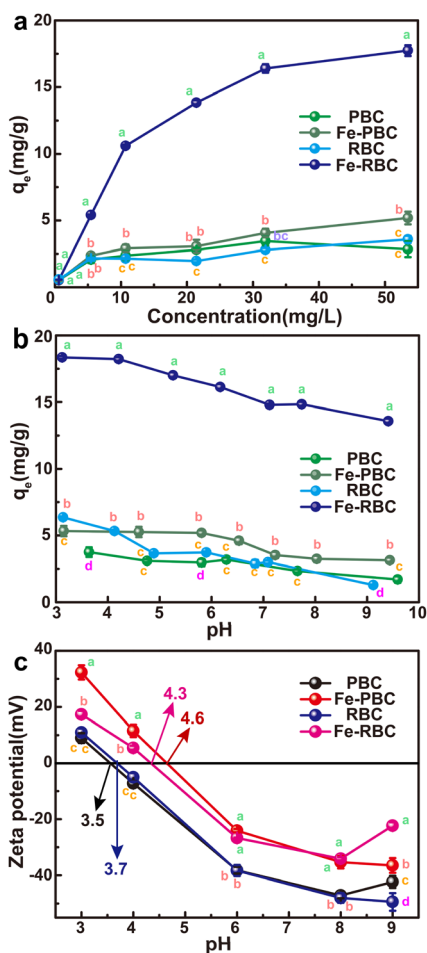 a
20
15
10
5
0
10
20
30
40
50
qe(mg/g)
Concentration(mg/L)
PBC
Fe-PBC
RBC
Fe-RBC
a
a
a
a
a
a
a
a
a
b
b
b
b
b
b
b
b
b
bc
c
c
c
c
c
b
20
15
10
5
0
3
4
5
6
7
8
9
10
qe(mg/g)
pH
PBC
Fe-PBC
RBC
Fe-RBC
a
a
a
a
a
a
a
b
b
b
b
b
b
b
b
c
c
c
c
c
c
c
d
d
d
c
40
20
0
-20
-40
3
4
5
6
7
8
9
Zeta potential(mV)
pH
PBC
Fe-PBC
RBC
Fe-RBC
4.3
4.6
3.5
3.7
a
a
a
a
a
a
a
b
b
b
b
b
b
b
c
c
c
c
c
d